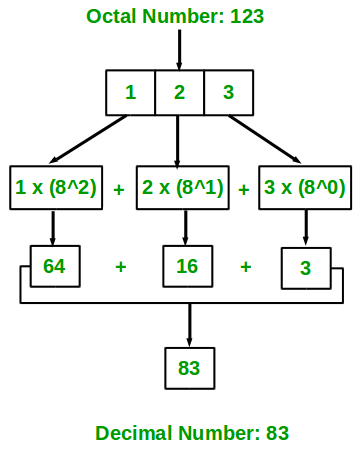 Octal Number: 123
1 2 3
1 x (8^2) + 2 x (8^1) + 3 x (8^0)
64 + 16 + 3
83
Decimal Number: 83